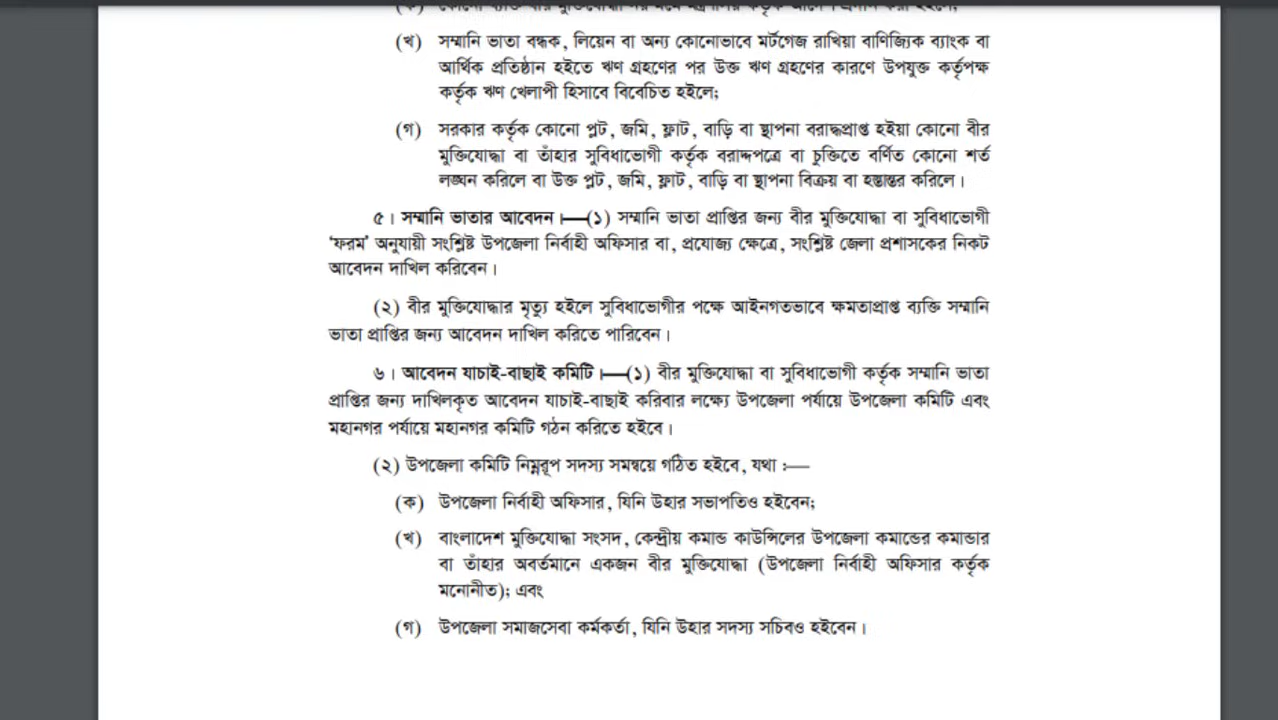 (খ) সম্মানি ভাতা বন্ধক, লিয়েন বা অন্য কোনোভাবে মর্টগেজ রাখিয়া বাণিজ্যিক ব্যাংক বা
আর্থিক প্রতিষ্ঠান হইতে ঋণ গ্রহণের পর উক্ত ঋণ গ্রহণের কারণে উপযুক্ত কর্তৃপক্ষ
কর্তৃক ঋণ খেলাপী হিসাবে বিবেচিত হইলে;
(গ) সরকার কর্তৃক কোনো প্লট, জমি, ফ্লাট, বাড়ি বা স্থাপনা বরাদ্ধপ্রাপ্ত হইয়া কোনো বীর
মুক্তিযোদ্ধা বা তাঁহার সুবিধাভোগী কর্তৃক বরাদ্দপত্রে বা চুক্তিতে বর্ণিত কোনো শর্ত
লঙ্ঘন করিলে বা উক্ত প্লট, জমি, ফ্লাট, বাড়ি বা স্থাপনা বিক্রয় বা হস্তান্তর করিলে।
৫। সম্মানি ভাতার আবেদন।—(১) সম্মানি ভাতা প্রাপ্তির জন্য বীর মুক্তিযোদ্ধা বা সুবিধাভোগী
‘ফরম’ অনুযায়ী সংশ্লিষ্ট উপজেলা নির্বাহী অফিসার বা, প্রযোজ্য ক্ষেত্রে, সংশ্লিষ্ট জেলা প্রশাসকের নিকট
আবেদন দাখিল করিবেন।
(২) বীর মুক্তিযোদ্ধার মৃত্যু হইলে সুবিধাভোগীর পক্ষে আইনগতভাবে ক্ষমতাপ্রাপ্ত ব্যক্তি সম্মানি
ভাতা প্রাপ্তির জন্য আবেদন দাখিল করিতে পারিবেন।
৬। আবেদন যাচাই-বাছাই কমিটি।—(১) বীর মুক্তিযোদ্ধা বা সুবিধাভোগী কর্তৃক সম্মানি ভাতা
প্রাপ্তির জন্য দাখিলকৃত আবেদন যাচাই-বাছাই করিবার লক্ষ্যে উপজেলা পর্যায়ে উপজেলা কমিটি এবং
মহানগর পর্যায়ে মহানগর কমিটি গঠন করিতে হইবে।
(২) উপজেলা কমিটি নিম্নরূপ সদস্য সমন্বয়ে গঠিত হইবে, যথা :—
(ক) উপজেলা নির্বাহী অফিসার, যিনি উহার সভাপতিও হইবেন;
(খ) বাংলাদেশ মুক্তিযোদ্ধা সংসদ, কেন্দ্রীয় কমান্ড কাউন্সিলের উপজেলা কমান্ডের কমান্ডার
বা তাঁহার অবর্তমানে একজন বীর মুক্তিযোদ্ধা (উপজেলা নির্বাহী অফিসার কর্তৃক
মনোনীত); এবং
(গ) উপজেলা সমাজসেবা কর্মকর্তা, যিনি উহার সদস্য সচিবও হইবেন।